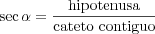 sec α = hipotenusa / cateto contiguo